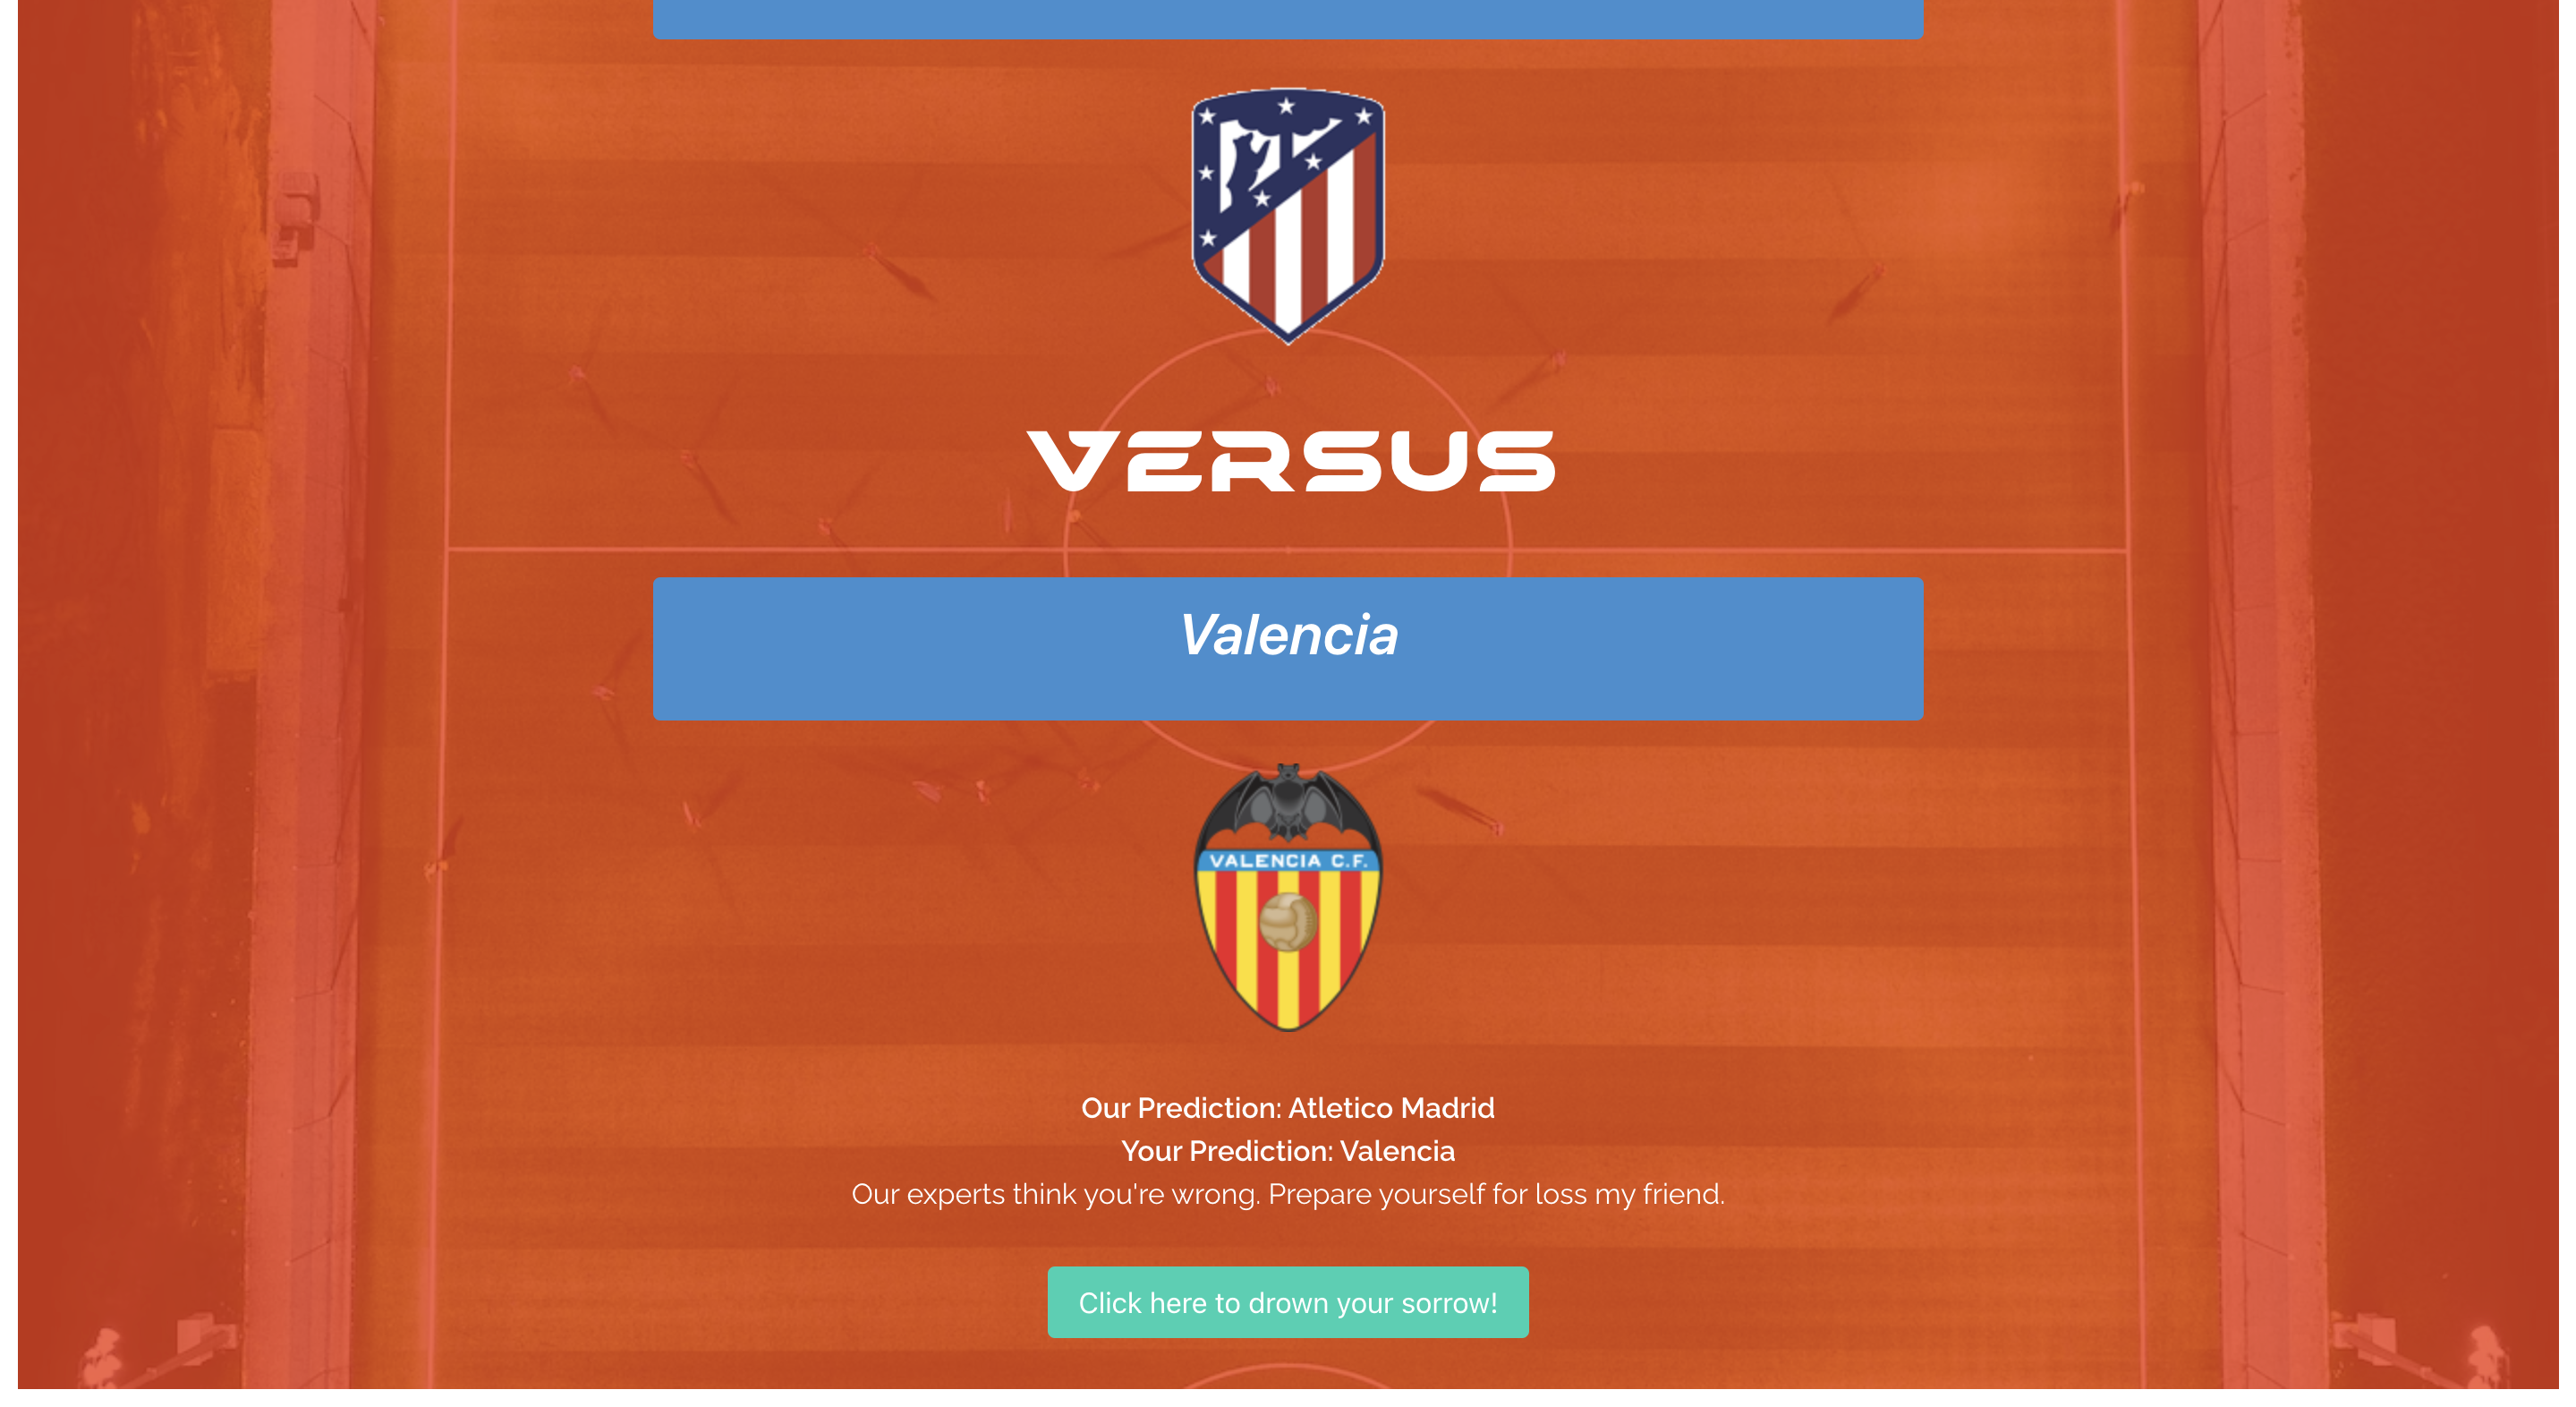 VERSUS
Valencia
VALENCIA C.F.
Our Prediction: Atletico Madrid
Your Prediction: Valencia
Our experts think you're wrong. Prepare yourself for loss my friend.
Click here to drown your sorrow!